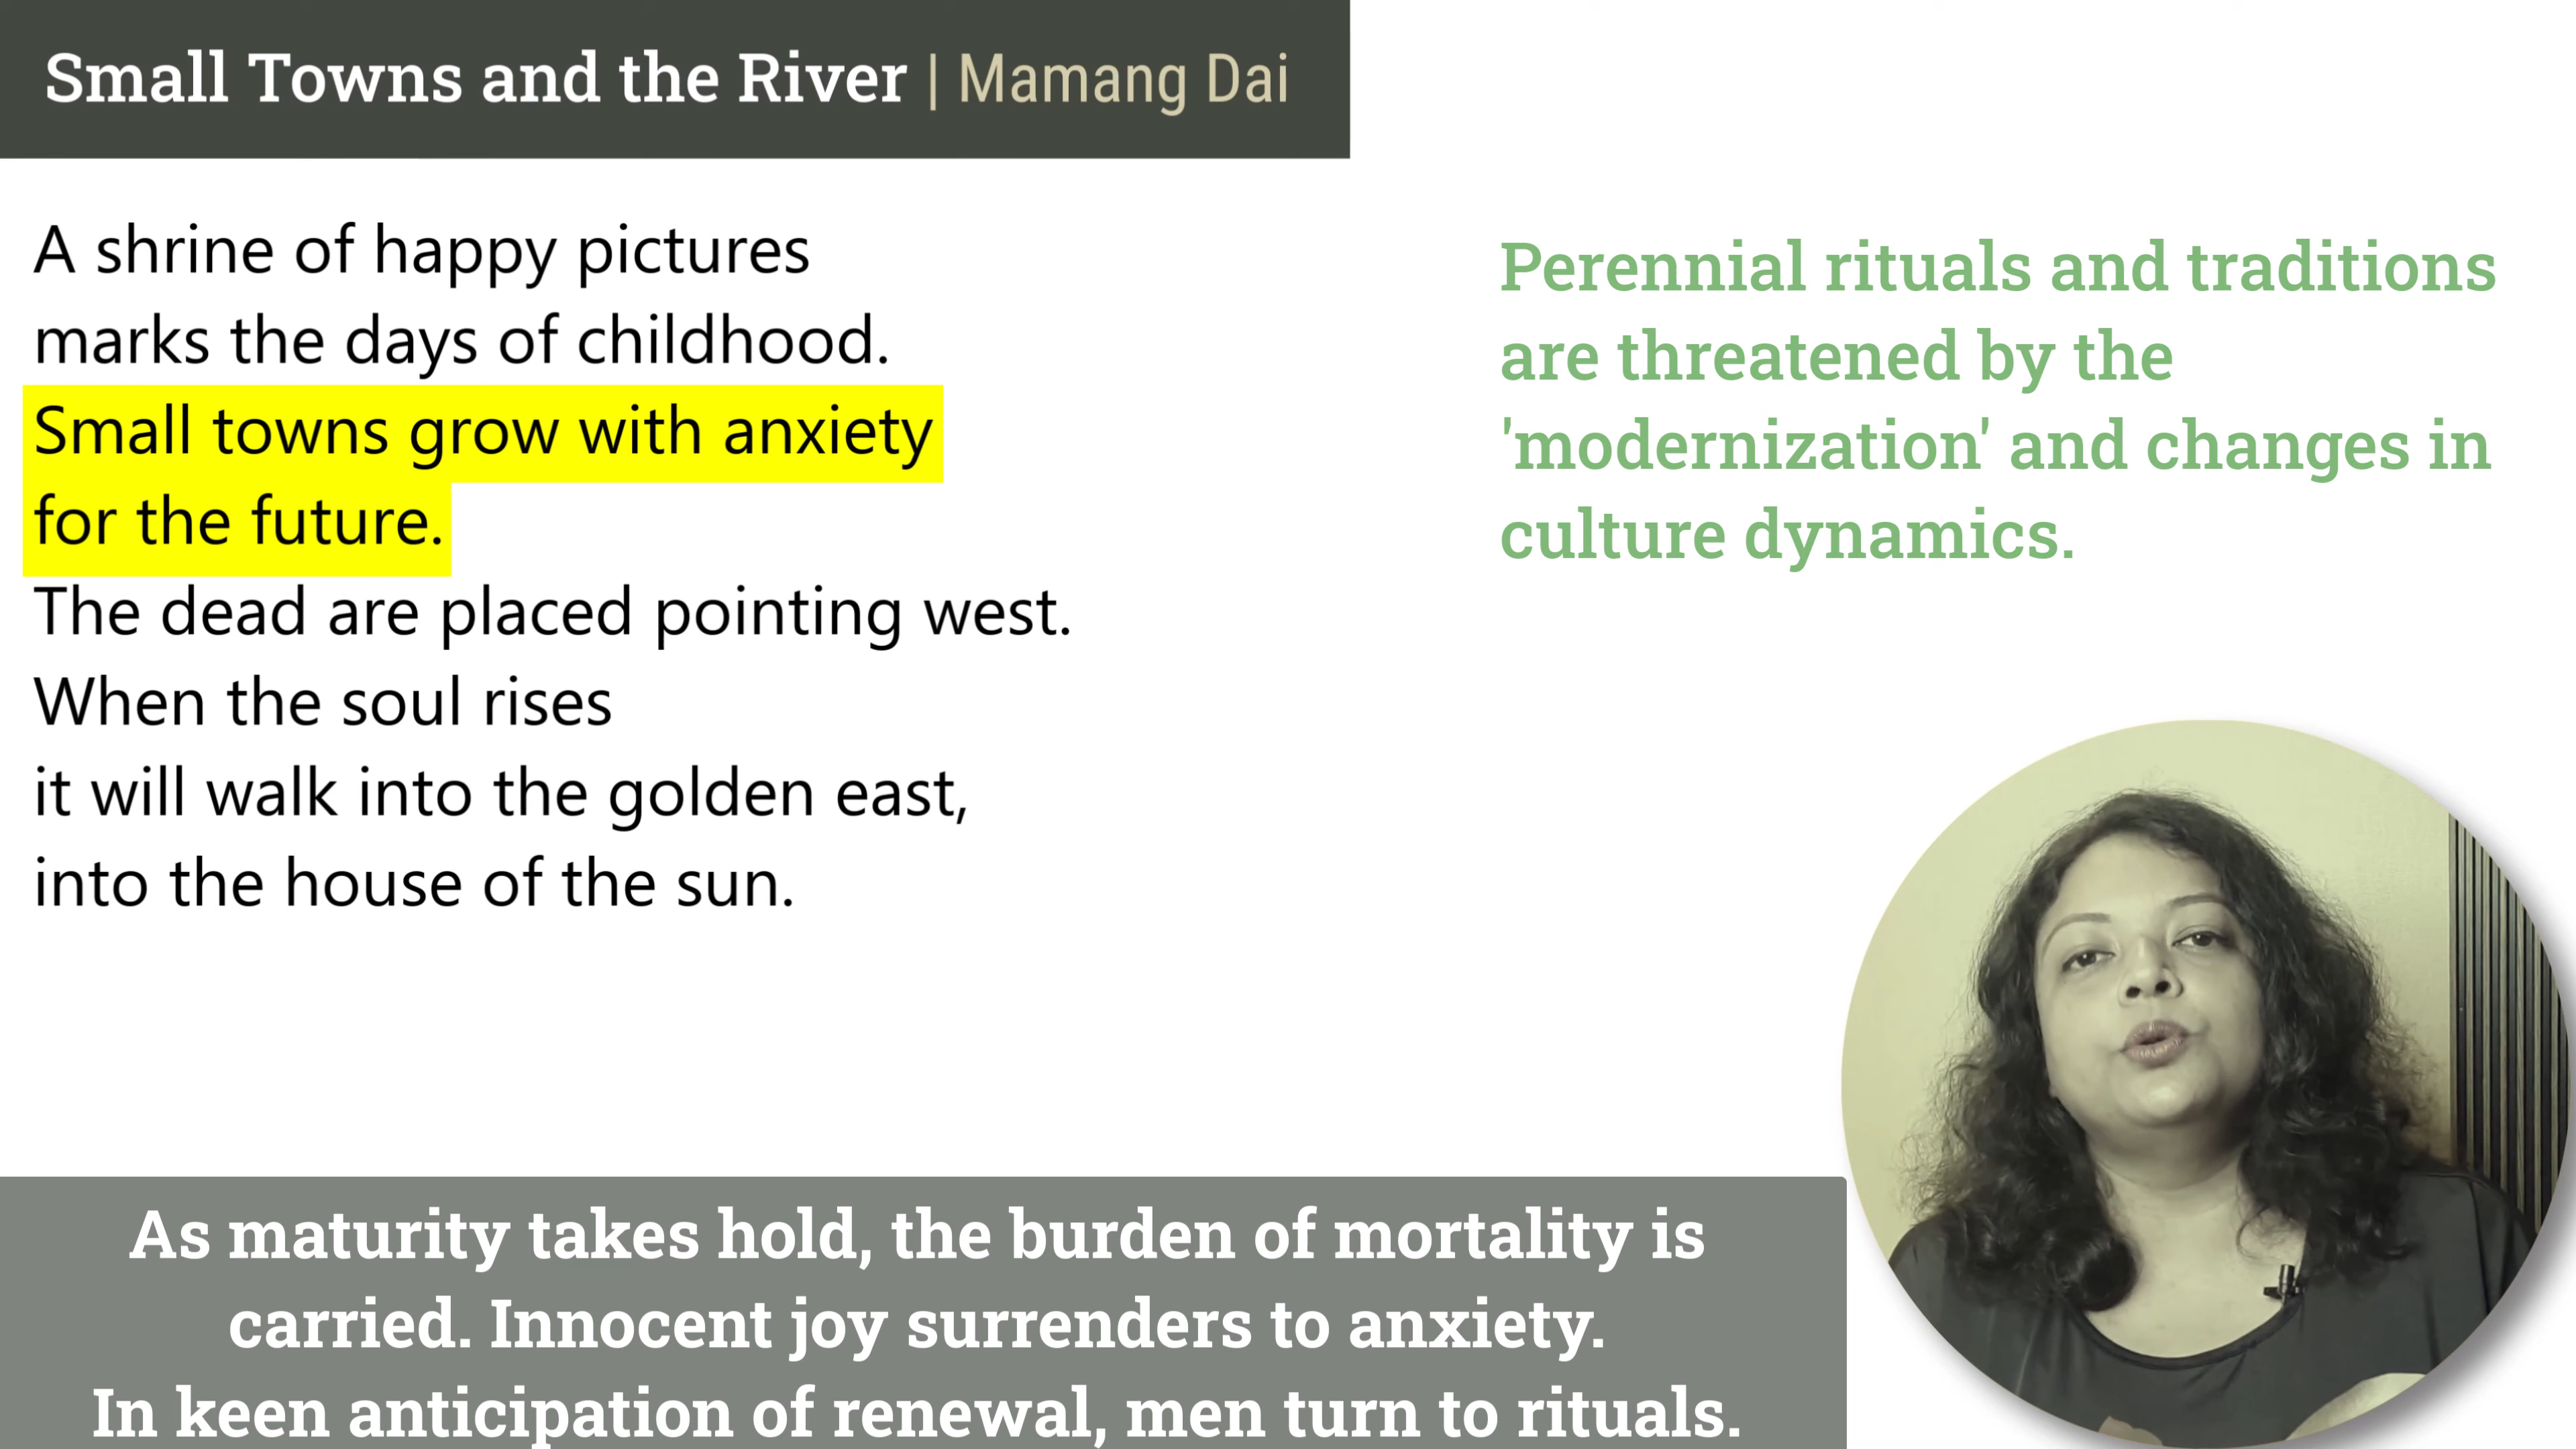 Small Towns and the River | Mamang Dai
A shrine of happy pictures
marks the days of childhood.
Small towns grow with anxiety
for the future.
The dead are placed pointing west.
When the soul rises
it will walk into the golden east,
into the house of the sun.
Perennial rituals and traditions
are threatened by the
'modernization' and changes in
culture dynamics.
As maturity takes hold, the burden of mortality is
carried. Innocent joy surrenders to anxiety.
In keen anticipation of renewal, men turn to rituals.